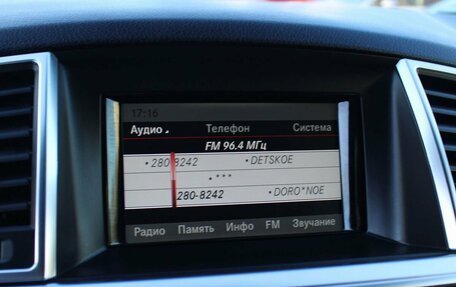 17:16
Аудио Телефон Система
FM 96.4 МГц
• 280-8242 • DETSKOE
• ***
280-8242 • DORO*NOE
Радио Память Инфо FM Звучание